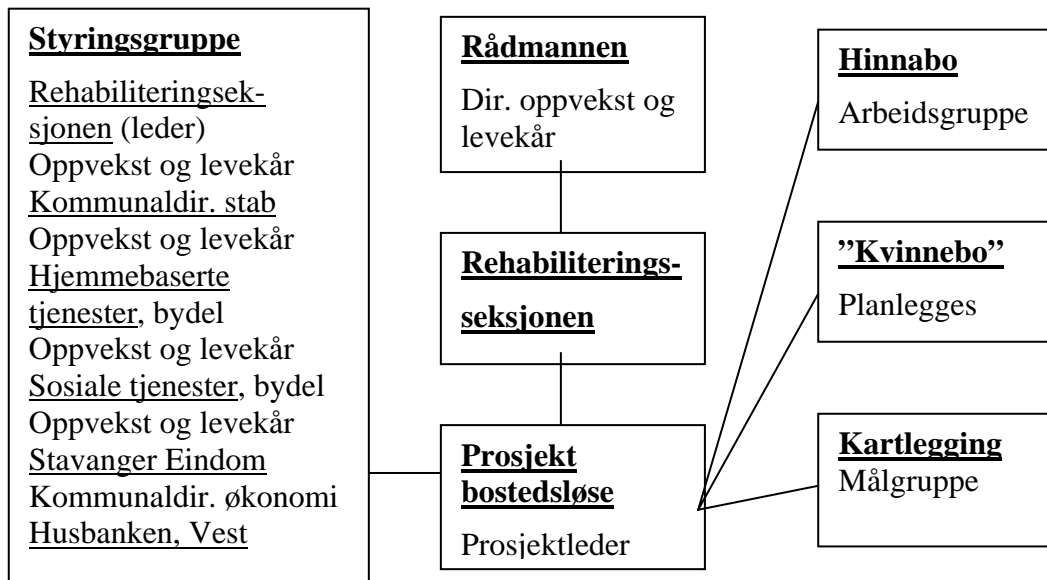 Styringsgruppe
Rehabiliteringsek-
sjonen (leder)
Oppvekst og levekår
Kommunaldir. stab
Oppvekst og levekår
Hjemmebaserte
tjenester, bydel
Oppvekst og levekår
Sosiale tjenester, bydel
Oppvekst og levekår
Stavanger Eindom
Kommunaldir. økonomi
Husbanken, Vest
Rådmannen
Dir. oppvekst og
levekår
Rehabiliterings-
seksjonen
Prosjekt
bostedsløse
Prosjektleder
Hinnabo
Arbeidsgruppe
”Kvinnebo”
Planlegges
Kartlegging
Målgruppe